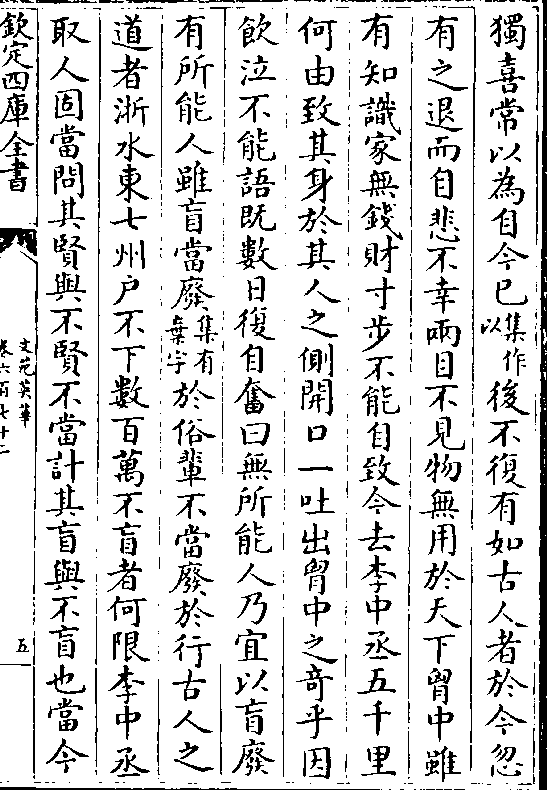 獨喜常以為自今已集作以後不復有如古人者於今忽
有之退而自悲不幸兩目不見物無用於天下胷中雖
有知識家無錢財寸步不能自致今去李中丞五千里
何由致其身於其人之側開口一吐出胷中之竒乎因
飲泣不能語既數日復自奮曰無所能人乃宜以盲廢
有所能人雖盲當廢集有棄字於俗輩不當廢於行古人之
道者浙水東七州户不下數百萬不盲者何限李中丞
取人固當問其賢與不賢不當計其盲與不盲也當今
欽定四庫全書
文苑英華
卷六百七十二
五